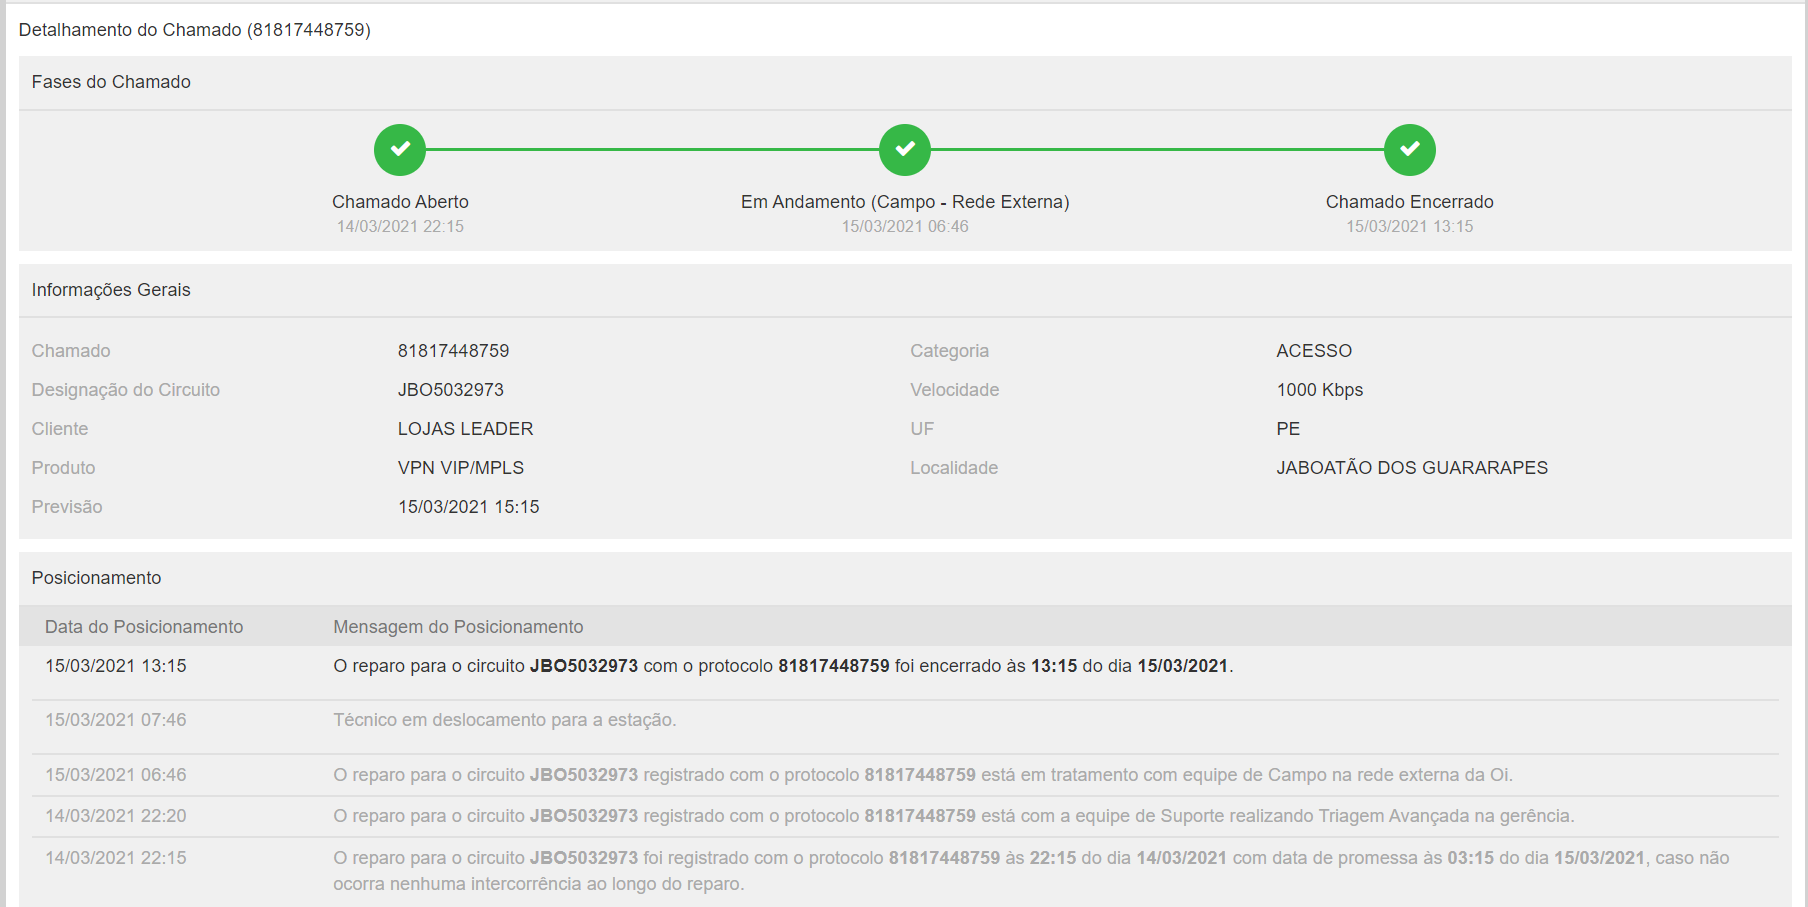 Detalhamento do Chamado (81817448759)
Fases do Chamado
Chamado Aberto
14/03/2021 22:15
Em Andamento (Campo - Rede Externa)
15/03/2021 06:46
Chamado Encerrado
15/03/2021 13:15
Informações Gerais
Chamado 81817448759 Categoria ACESSO
Designação do Circuito JBO5032973 Velocidade 1000 Kbps
Cliente LOJAS LEADER UF PE
Produto VPN VIP/MPLS Localidade JABOATÃO DOS GUARARAPES
Previsão 15/03/2021 15:15
Posicionamento
Data do Posicionamento Mensagem do Posicionamento
15/03/2021 13:15 O reparo para o circuito JBO5032973 com o protocolo 81817448759 foi encerrado às 13:15 do dia 15/03/2021.
15/03/2021 07:46 Técnico em deslocamento para a estação.
15/03/2021 06:46 O reparo para o circuito JBO5032973 registrado com o protocolo 81817448759 está em tratamento com equipe de Campo na rede externa da Oi.
14/03/2021 22:20 O reparo para o circuito JBO5032973 registrado com o protocolo 81817448759 está com a equipe de Suporte realizando Triagem Avançada na gerência.
14/03/2021 22:15 O reparo para o circuito JBO5032973 foi registrado com o protocolo 81817448759 às 22:15 do dia 14/03/2021 com data de promessa às 03:15 do dia 15/03/2021, caso não
ocorra nenhuma intercorrência ao longo do reparo.